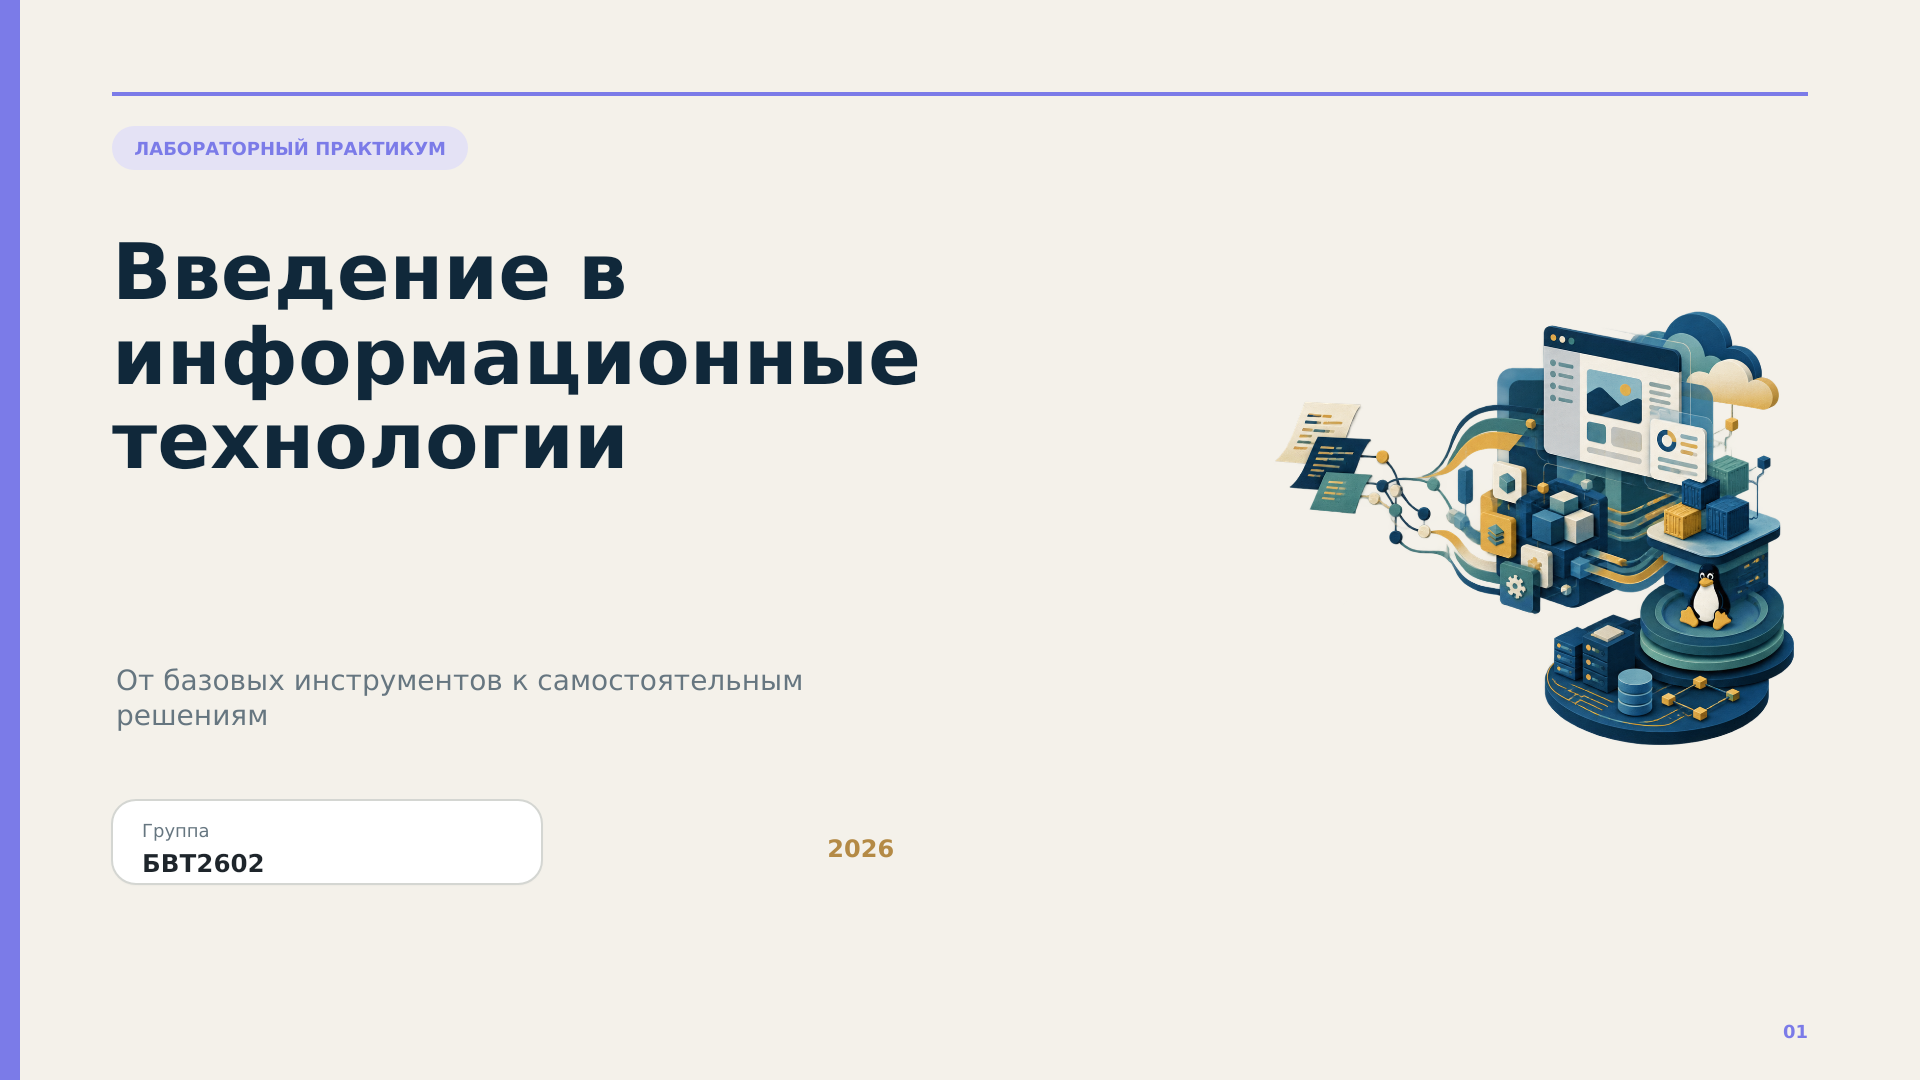 ЛАБОРАТОРНЫЙ ПРАКТИКУМ
Введение в
информационные
технологии
От базовых инструментов к самостоятельным
решениям
Группа
БВТ2602
2026
01